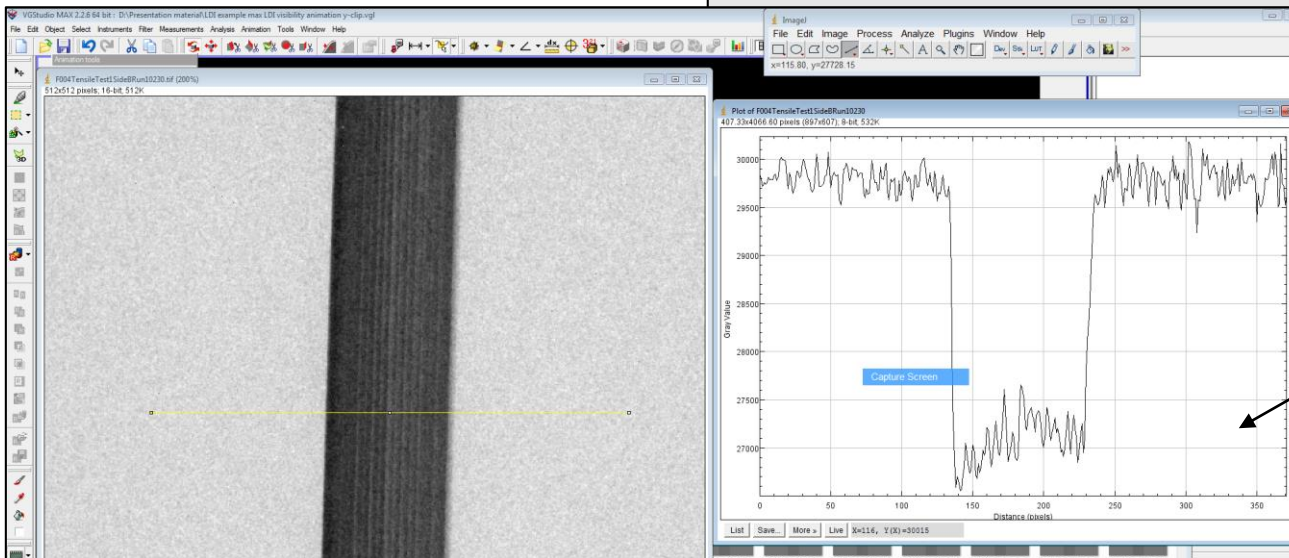 VGStudio MAX 2.2.6 64 bit : D:\Presentation material\LDI example max LDI visibility animation y-clip.vgl
File Edit Object Select Instruments Filter Measurements Analysis Animation Tools Window Help
Animation tools
F004TensileTest1SideBRun10230.tif (200%)
512x512 pixels; 16-bit; 512K
ImageJ
File Edit Image Process Analyze Plugins Window Help
Dev Stk LUT
x=115.80, y=27728.15
Plot of F004TensileTest1SideBRun10230
407.33x4066.60 pixels (897x607); 8-bit; 532K
30000
29500
29000
28500
28000
27500
27000
Gray Value
Capture Screen
0 50 100 150 200 250 300 350
Distance (pixels)
List Save... More » Live X=116, Y(X)=30015